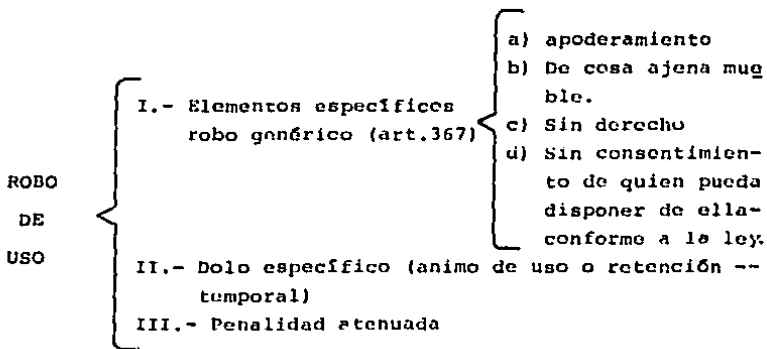 a) apoderamiento
b) De cosa ajena mue
ble.
I.- Elementos específicos
robo genérico (art.367)
c) Sin derecho
d) Sin consentimien-
to de quien pueda
disponer de ella-
conforme a la ley.
ROBO
DE
USO
II.- Dolo específico (animo de uso o retención --
temporal)
III.- Penalidad atenuada